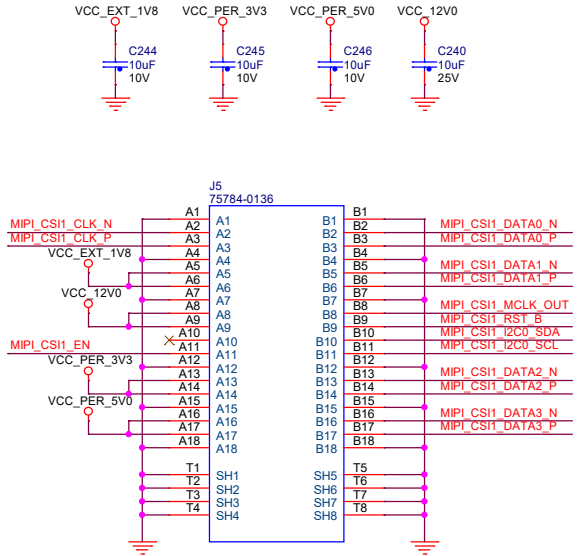 VCC_EXT_1V8 VCC_PER_3V3 VCC_PER_5V0 VCC_12V0
C244 C245 C246 C240
10uF 10uF 10uF 10uF
10V 10V 10V 25V
J5
75784-0136
A1 A1 B1 B1
MIPI_CSI1_CLK_N A2 A2 B2 B2 MIPI_CSI1_DATA0_N
MIPI_CSI1_CLK_P A3 A3 B3 B3 MIPI_CSI1_DATA0_P
VCC_EXT_1V8 A4 A4 B4 B4
A5 A5 B5 B5 MIPI_CSI1_DATA1_N
A6 A6 B6 B6 MIPI_CSI1_DATA1_P
VCC_12V0 A7 A7 B7 B7
A8 A8 B8 B8 MIPI_CSI1_MCLK_OUT
A9 A9 B9 B9 MIPI_CSI1_RST_B
A10 A10 B10 B10 MIPI_CSI1_I2C0_SDA
MIPI_CSI1_EN A11 A11 B11 B11 MIPI_CSI1_I2C0_SCL
VCC_PER_3V3 A12 A12 B12 B12
A13 A13 B13 B13 MIPI_CSI1_DATA2_N
A14 A14 B14 B14 MIPI_CSI1_DATA2_P
VCC_PER_5V0 A15 A15 B15 B15
A16 A16 B16 B16 MIPI_CSI1_DATA3_N
A17 A17 B17 B17 MIPI_CSI1_DATA3_P
A18 A18 B18 B18
T1 SH1 SH5 T5
T2 SH2 SH6 T6
T3 SH3 SH7 T7
T4 SH4 SH8 T8